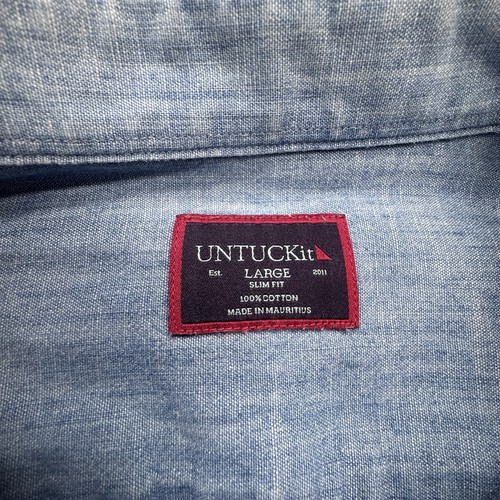 UNTUCKit
Est. LARGE 2011
SLIM FIT
100% COTTON
MADE IN MAURITIUS